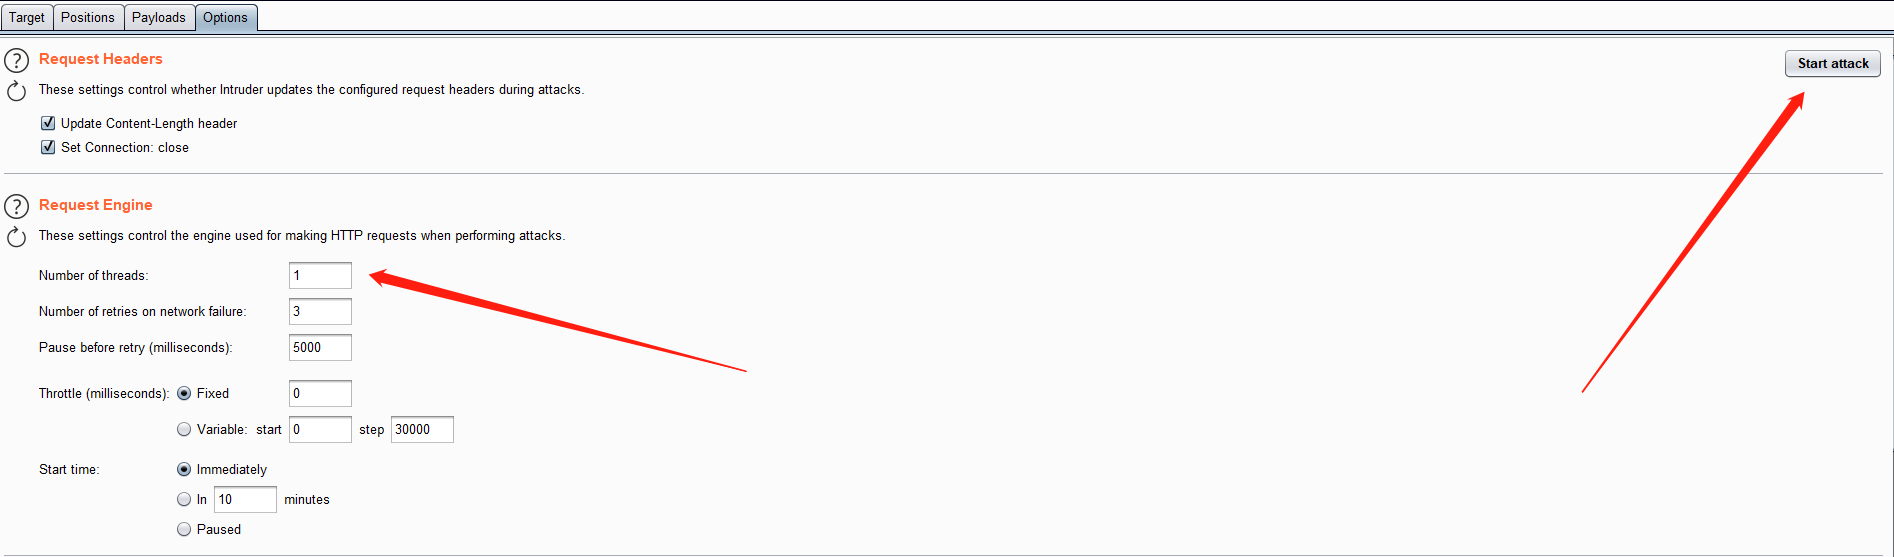 Target Positions Payloads Options
Request Headers
Start attack
These settings control whether Intruder updates the configured request headers during attacks.
Update Content-Length header
Set Connection: close
Request Engine
These settings control the engine used for making HTTP requests when performing attacks.
Number of threads: 1
Number of retries on network failure: 3
Pause before retry (milliseconds): 5000
Throttle (milliseconds): Fixed 0
Variable: start 0 step 30000
Start time: Immediately
In 10 minutes
Paused